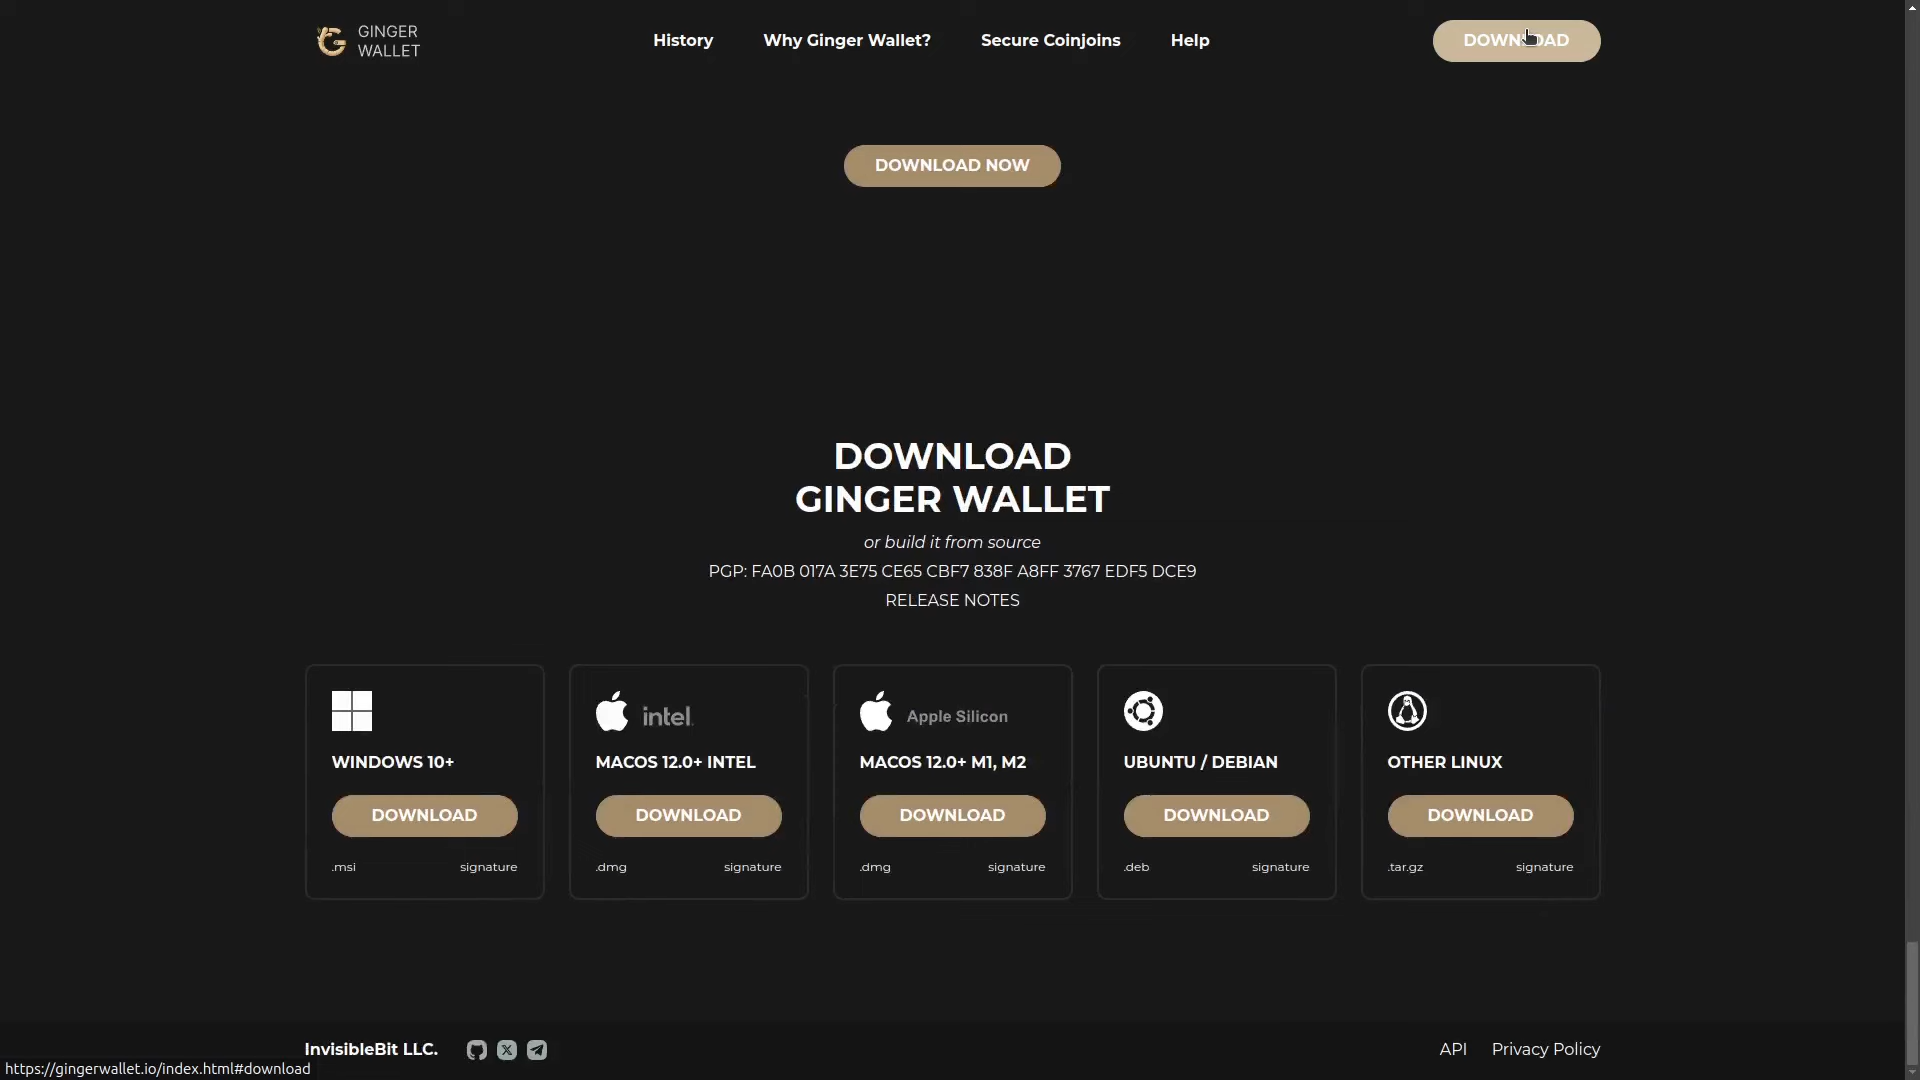 GINGER
WALLET
History
Why Ginger Wallet?
Secure Coinjoins
Help
DOWNLOAD
DOWNLOAD NOW
DOWNLOAD
GINGER WALLET
or build it from source
PGP: FA0B 017A 3E75 CE65 CBF7 838F A8FF 3767 EDF5 DCE9
RELEASE NOTES
intel.
Apple Silicon
WINDOWS 10+
MACOS 12.0+ INTEL
MACOS 12.0+ M1, M2
UBUNTU / DEBIAN
OTHER LINUX
DOWNLOAD
DOWNLOAD
DOWNLOAD
DOWNLOAD
DOWNLOAD
.msi signature
.dmg signature
.dmg signature
.deb signature
.tar.gz signature
InvisibleBit LLC.
API
Privacy Policy
https://gingerwallet.io/index.html#download